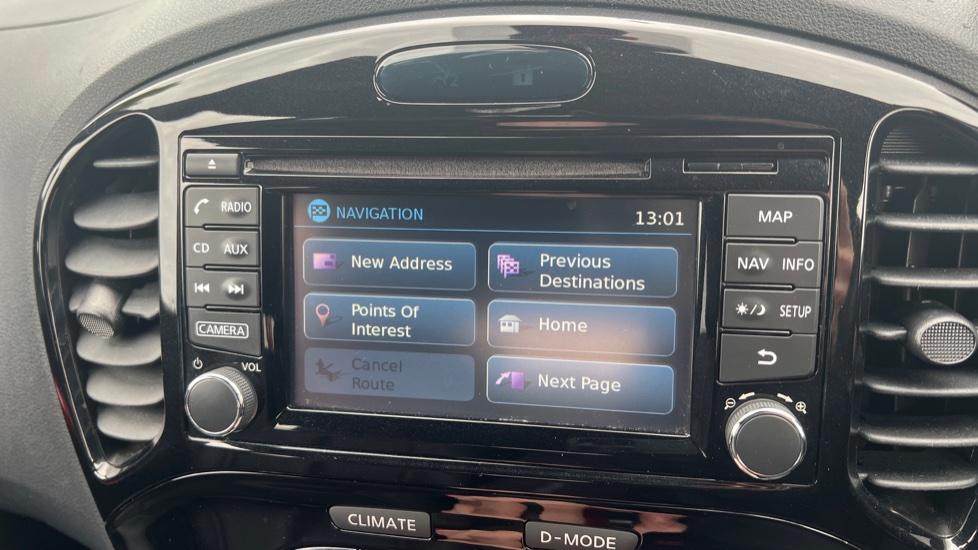 RADIO
CD AUX
CAMERA
VOL
NAVIGATION 13:01
New Address
Previous
Destinations
Points Of
Interest
Home
Cancel
Route
Next Page
MAP
NAV INFO
SETUP
CLIMATE
D-MODE